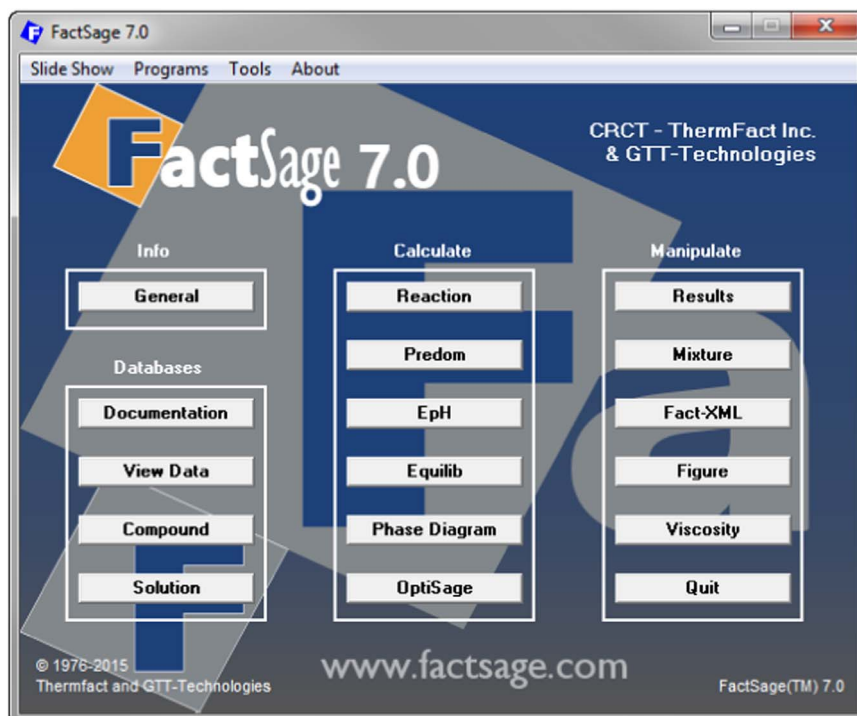 FactSage 7.0
Slide Show Programs Tools About
FactSage 7.0
CRCT - ThermFact Inc.
& GTT-Technologies
Info
General
Databases
Documentation
View Data
Compound
Solution
Calculate
Reaction
Predom
EpH
Equilib
Phase Diagram
OptiSage
Manipulate
Results
Mixture
Fact-XML
Figure
Viscosity
Quit
© 1976-2015
Thermfact and GTT-Technologies
www.factsage.com
FactSage(TM) 7.0